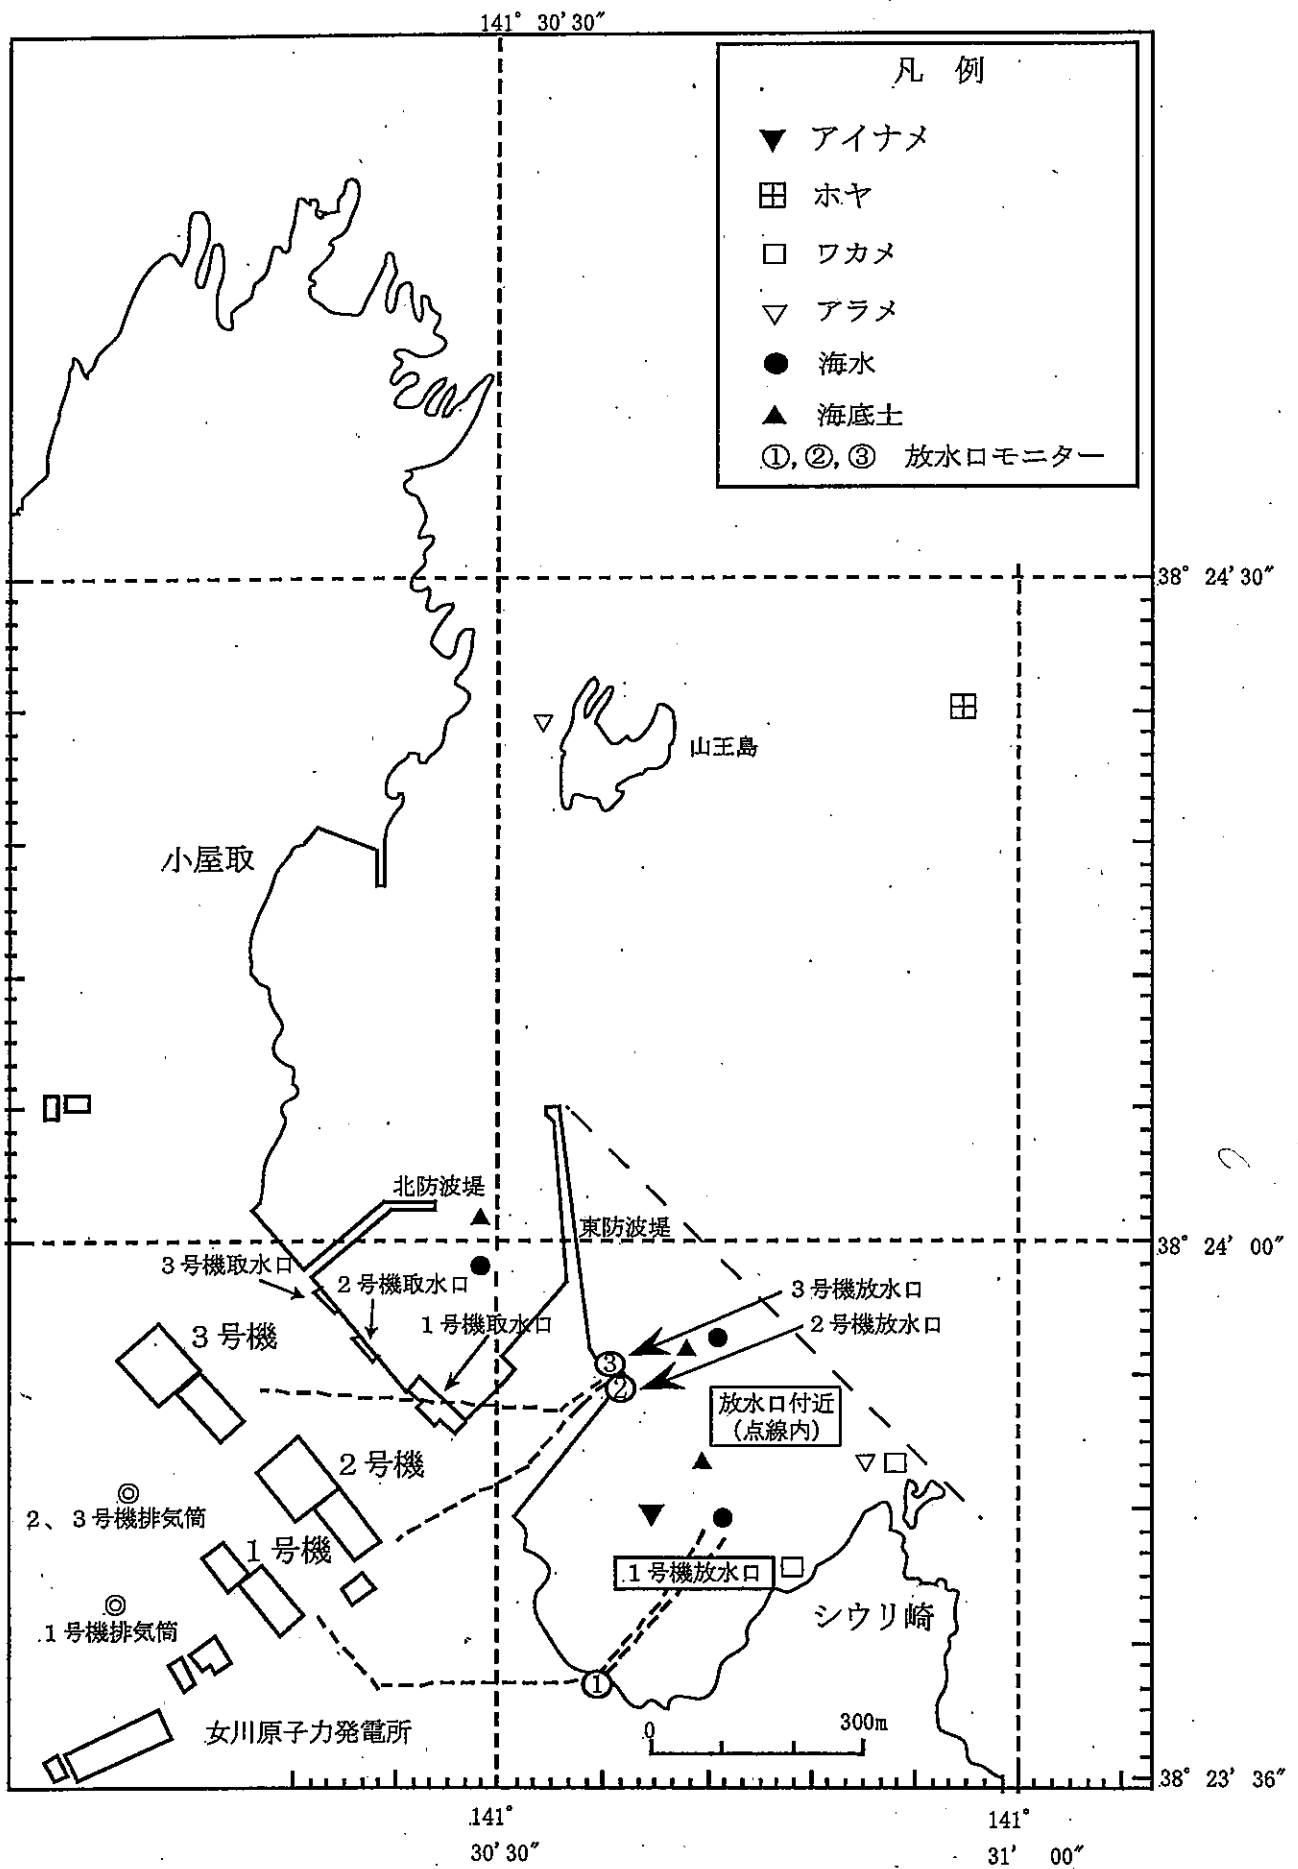 141° 30′30″
凡 例
アイナメ
ホヤ
ワカメ
アラメ
海水
海底土
①,②,③ 放水口モニター
38° 24′30″
山王島
小屋取
北防波堤
東防波堤
38° 24′ 00″
3号機取水口
2号機取水口
1号機取水口
3号機放水口
2号機放水口
3号機
③
②
放水口付近
(点線内)
2号機
2、3号機排気筒
1号機
1号機放水口
1号機排気筒
シウリ崎
①
女川原子力発電所
0 300m
38° 23′ 36″
141°
30′30″
141°
31′ 00″